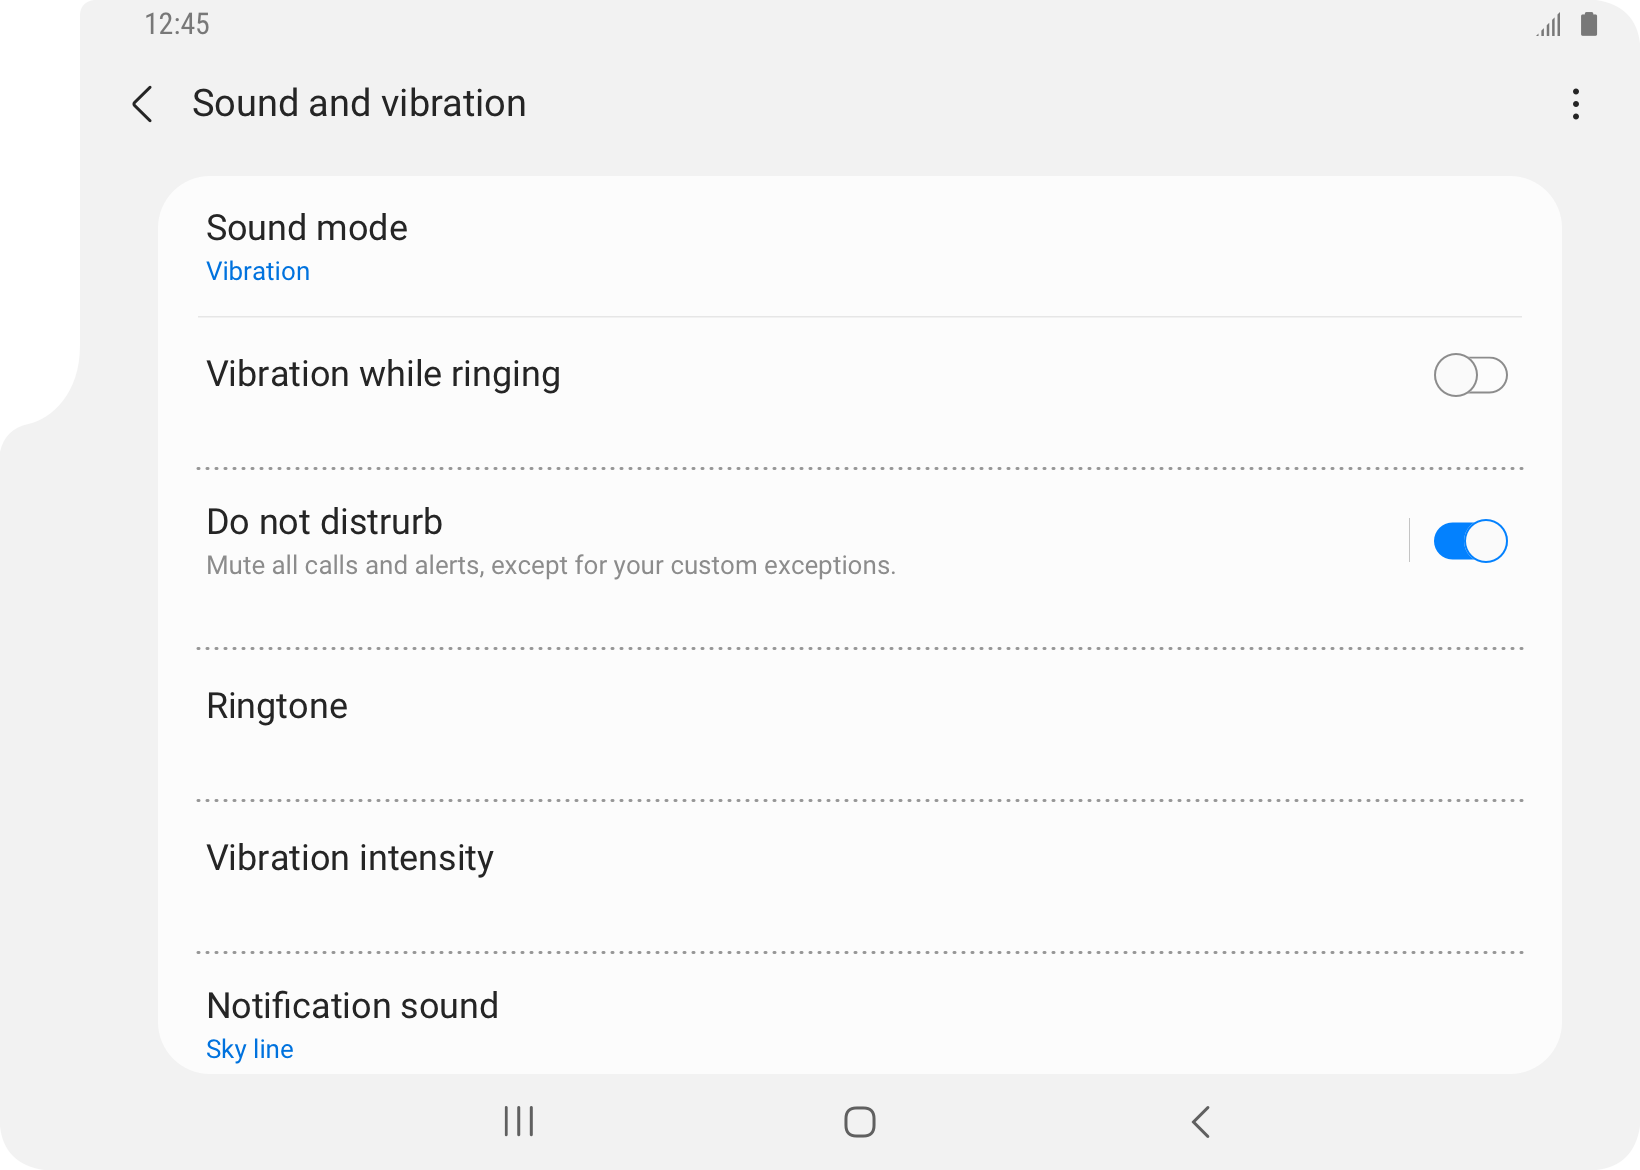 12:45
Sound and vibration
Sound mode
Vibration
Vibration while ringing
Do not distrurb
Mute all calls and alerts, except for your custom exceptions.
Ringtone
Vibration intensity
Notification sound
Sky line